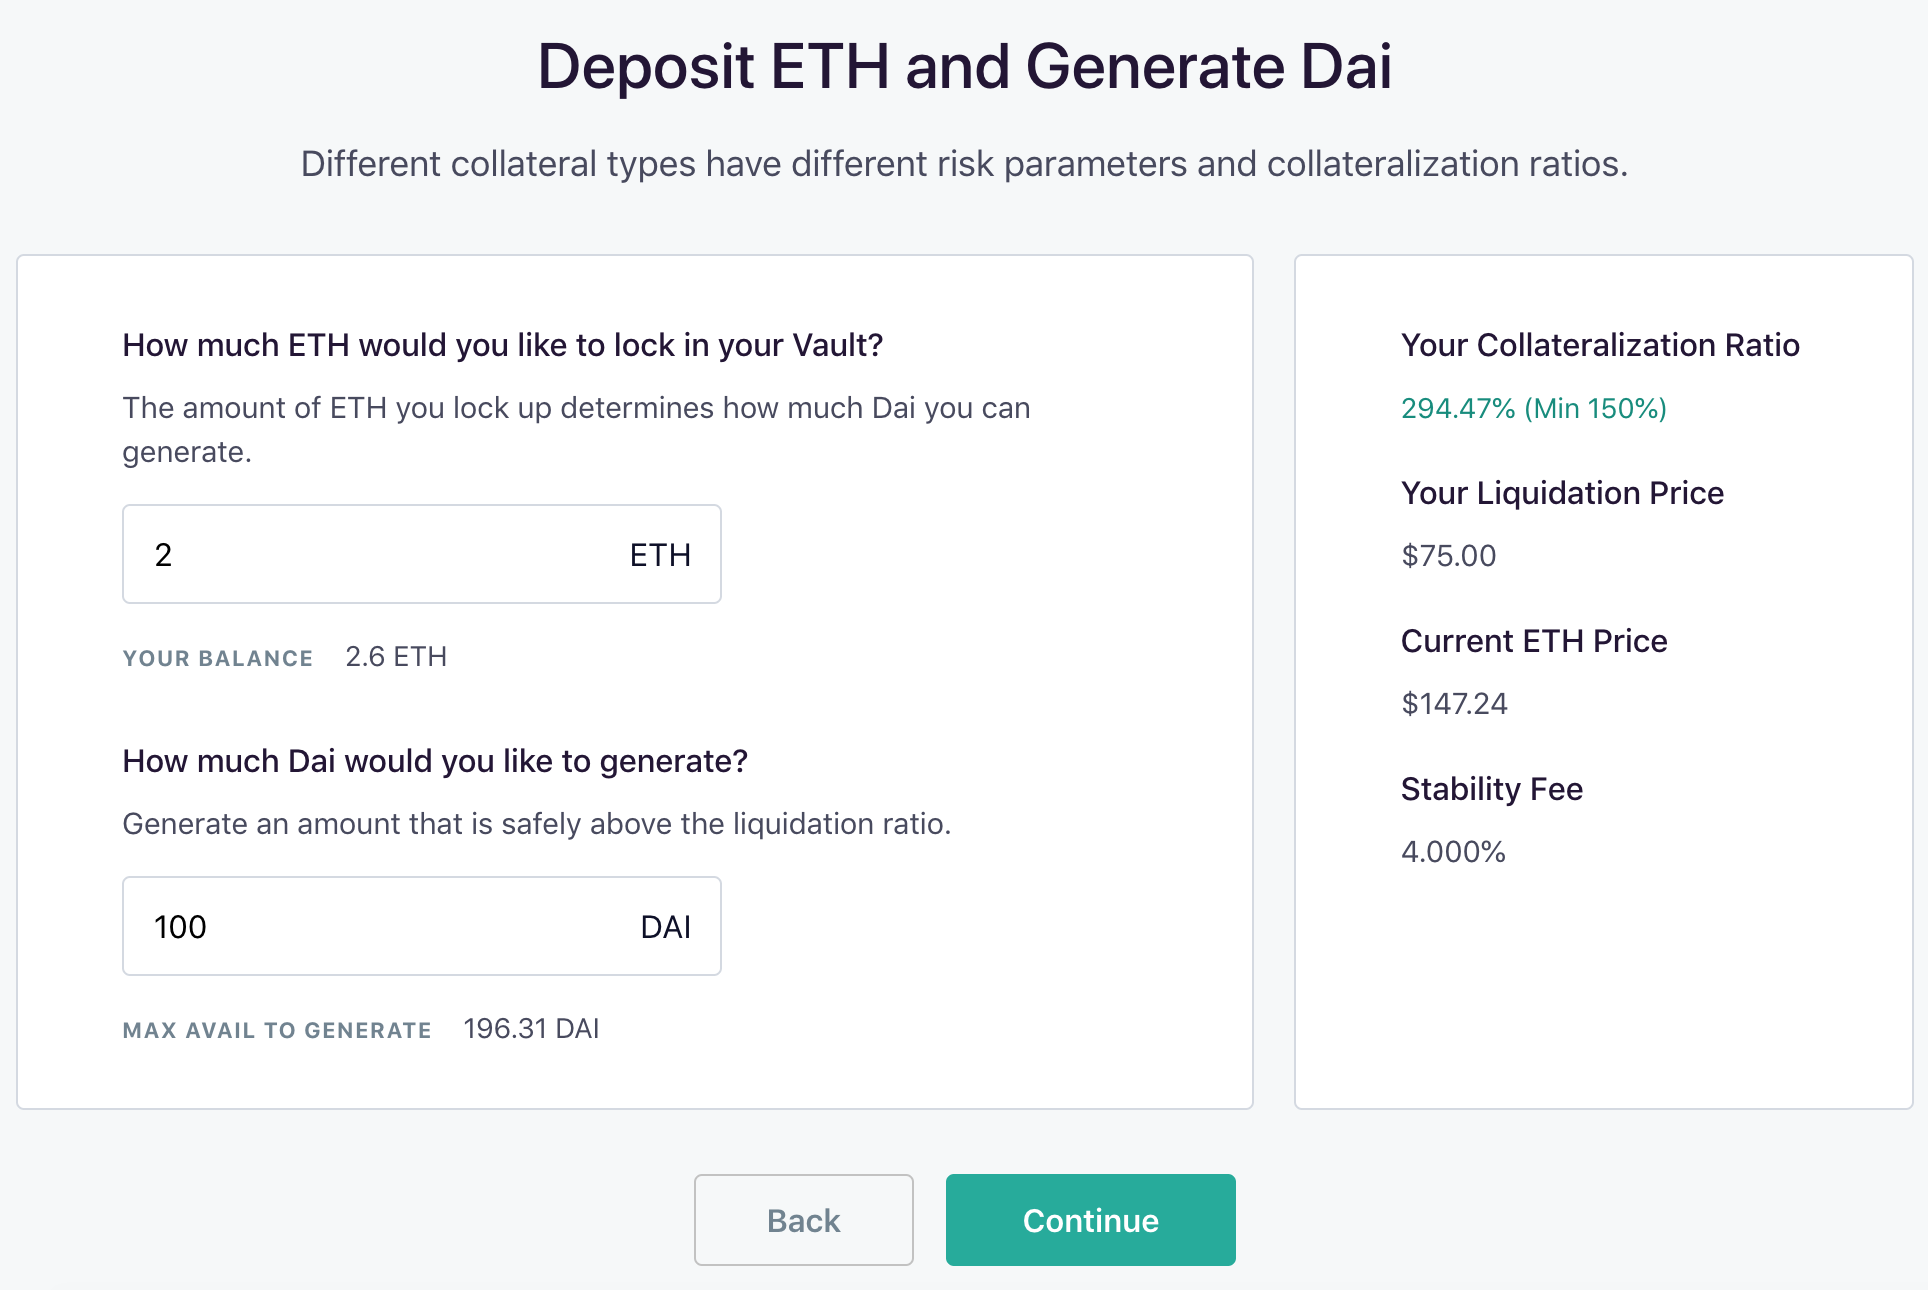 Deposit ETH and Generate Dai
Different collateral types have different risk parameters and collateralization ratios.
How much ETH would you like to lock in your Vault?
The amount of ETH you lock up determines how much Dai you can
generate.
2 ETH
YOUR BALANCE 2.6 ETH
How much Dai would you like to generate?
Generate an amount that is safely above the liquidation ratio.
100 DAI
MAX AVAIL TO GENERATE 196.31 DAI
Your Collateralization Ratio
294.47% (Min 150%)
Your Liquidation Price
$75.00
Current ETH Price
$147.24
Stability Fee
4.000%
Back Continue